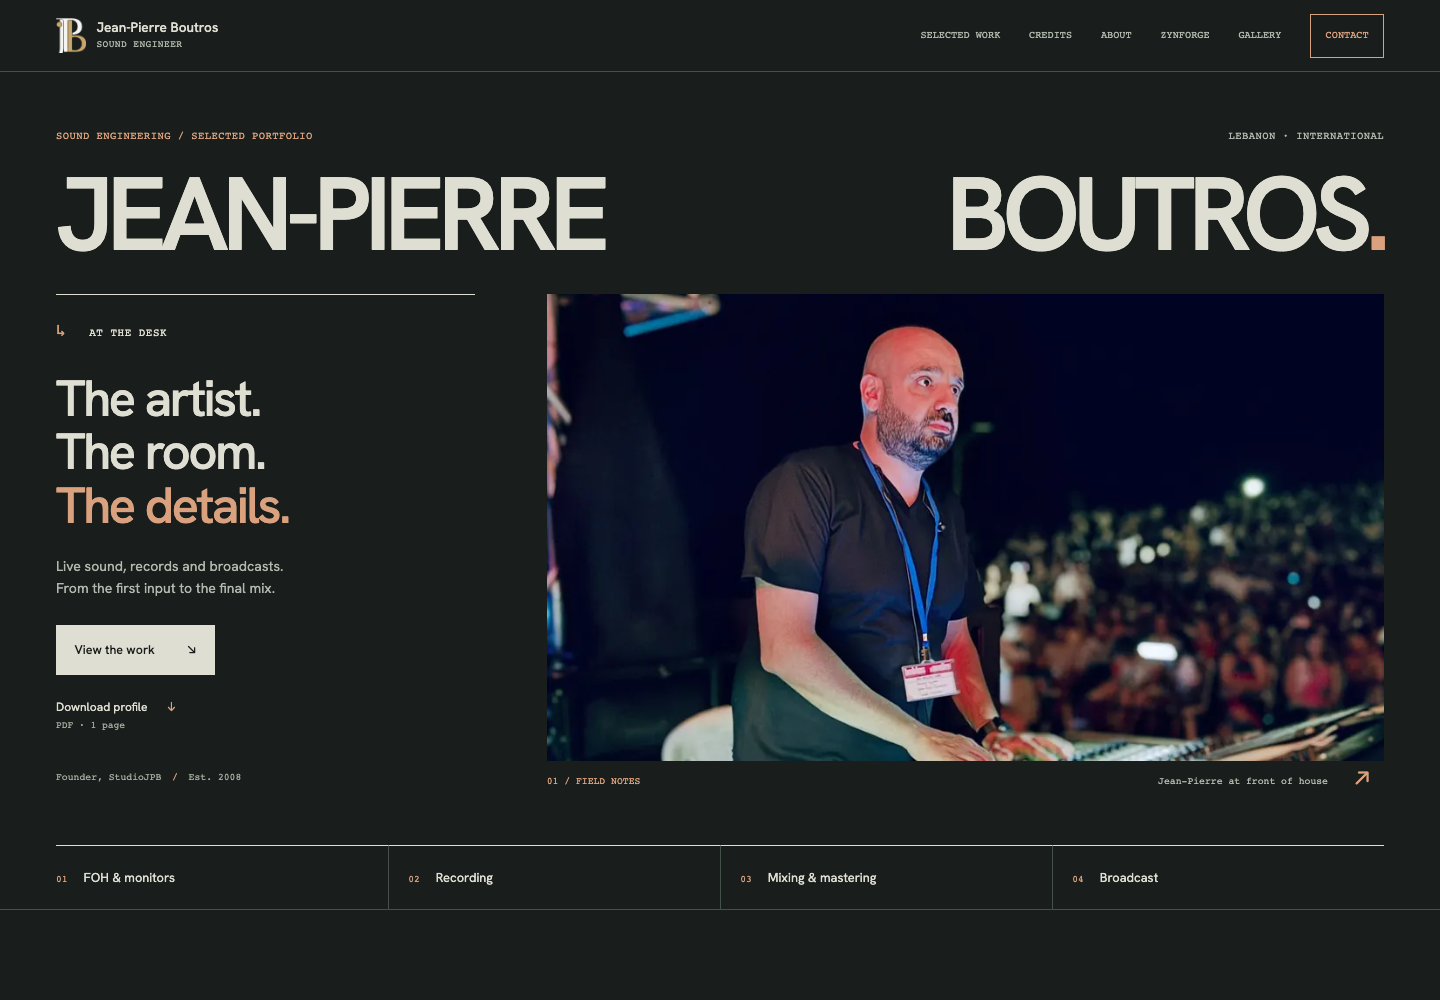 JPB
Jean-Pierre Boutros
SOUND ENGINEER
SELECTED WORK
CREDITS
ABOUT
ZYNFORGE
GALLERY
CONTACT
SOUND ENGINEERING / SELECTED PORTFOLIO
LEBANON · INTERNATIONAL
JEAN-PIERRE BOUTROS.
↳ AT THE DESK
The artist.
The room.
The details.
Live sound, records and broadcasts.
From the first input to the final mix.
View the work ↘
Download profile ↓
PDF · 1 page
Founder, StudioJPB / Est. 2008
01 / FIELD NOTES
Jean-Pierre at front of house ↗
01 FOH & monitors
02 Recording
03 Mixing & mastering
04 Broadcast